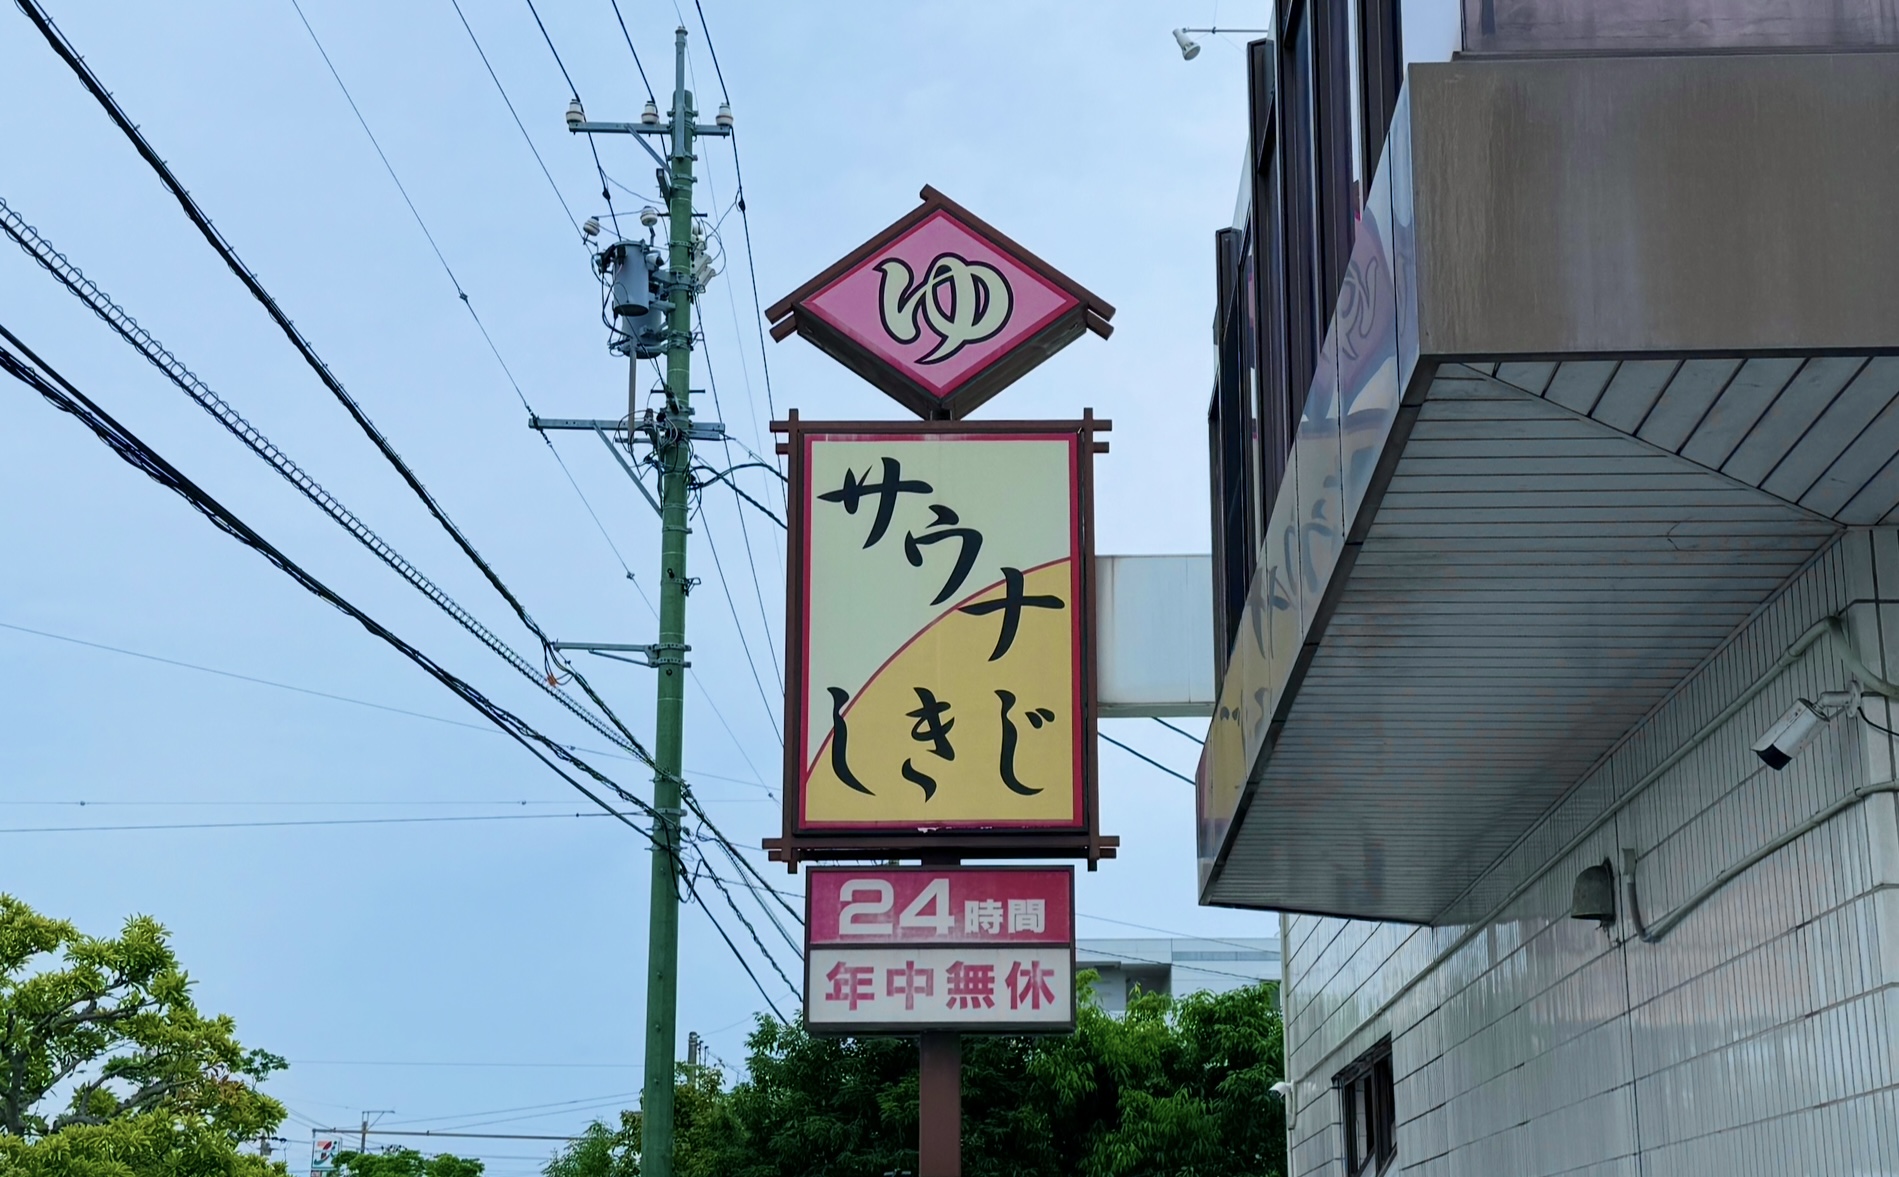 ゆ
サウナ
しきじ
24時間
年中無休